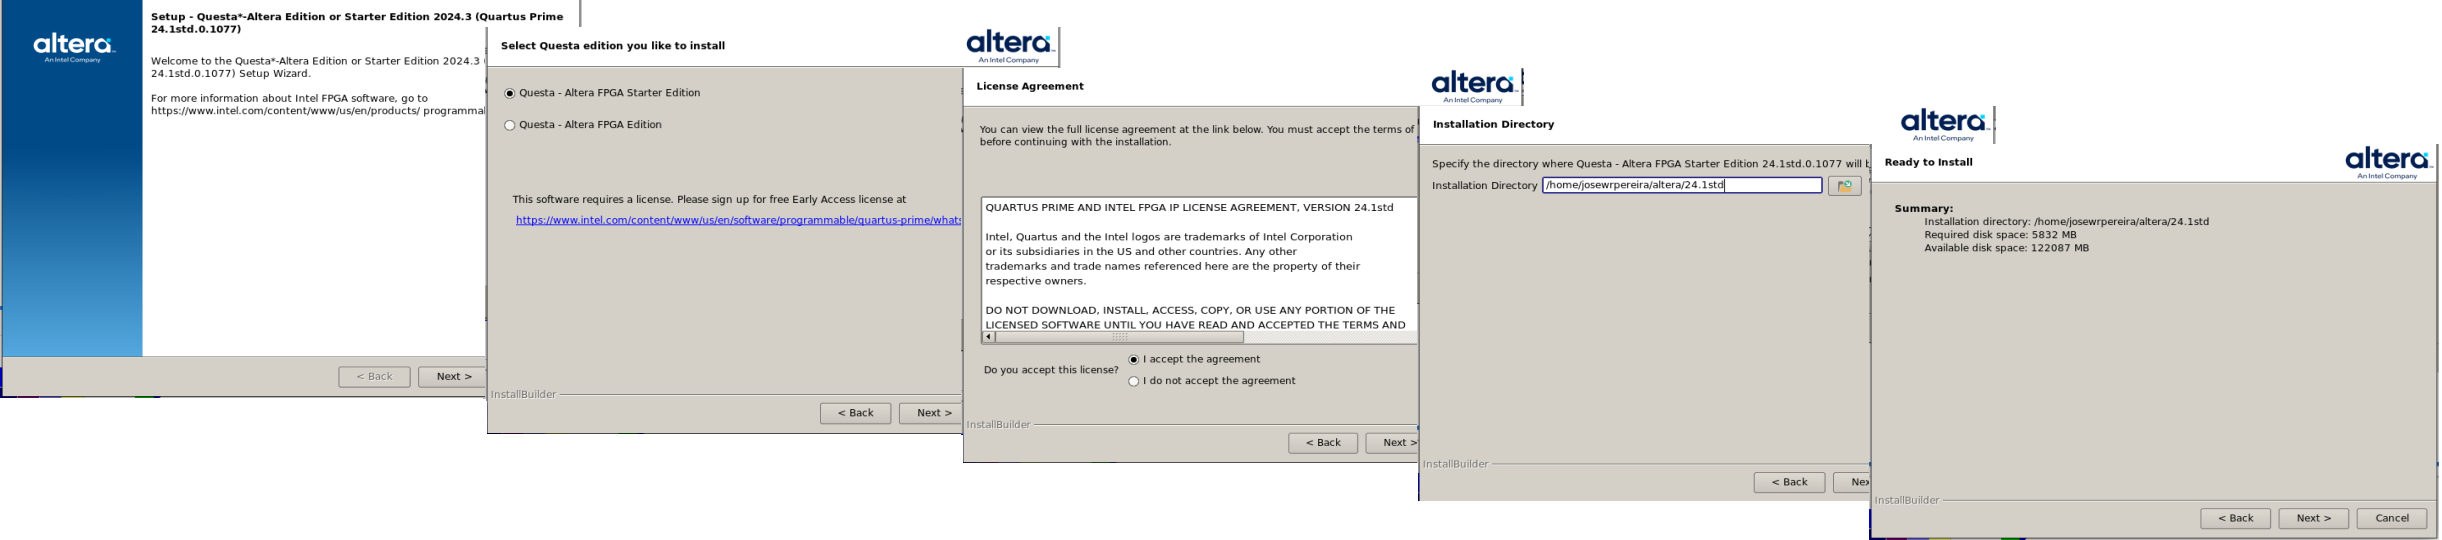 altera
An Intel Company
Setup - Questa*-Altera Edition or Starter Edition 2024.3 (Quartus Prime
24.1std.0.1077)
Welcome to the Questa*-Altera Edition or Starter Edition 2024.3 (
24.1std.0.1077) Setup Wizard.
For more information about Intel FPGA software, go to
https://www.intel.com/content/www/us/en/products/ programmal
< Back
Next >
Select Questa edition you like to install
altera
An Intel Company
Questa - Altera FPGA Starter Edition
Questa - Altera FPGA Edition
This software requires a license. Please sign up for free Early Access license at
https://www.intel.com/content/www/us/en/software/programmable/quartus-prime/whats
InstallBuilder
< Back
Next >
License Agreement
altera
An Intel Company
You can view the full license agreement at the link below. You must accept the terms of
before continuing with the installation.
QUARTUS PRIME AND INTEL FPGA IP LICENSE AGREEMENT, VERSION 24.1std
Intel, Quartus and the Intel logos are trademarks of Intel Corporation
or its subsidiaries in the US and other countries. Any other
trademarks and trade names referenced here are the property of their
respective owners.
DO NOT DOWNLOAD, INSTALL, ACCESS, COPY, OR USE ANY PORTION OF THE
LICENSED SOFTWARE UNTIL YOU HAVE READ AND ACCEPTED THE TERMS AND
Do you accept this license?
I accept the agreement
I do not accept the agreement
InstallBuilder
< Back
Next >
Installation Directory
altera
An Intel Company
Specify the directory where Questa - Altera FPGA Starter Edition 24.1std.0.1077 will
Installation Directory /home/josewrpereira/altera/24.1std
InstallBuilder
< Back
Nex
Ready to Install
altera
An Intel Company
Summary:
Installation directory: /home/josewrpereira/altera/24.1std
Required disk space: 5832 MB
Available disk space: 122087 MB
InstallBuilder
< Back
Next >
Cancel